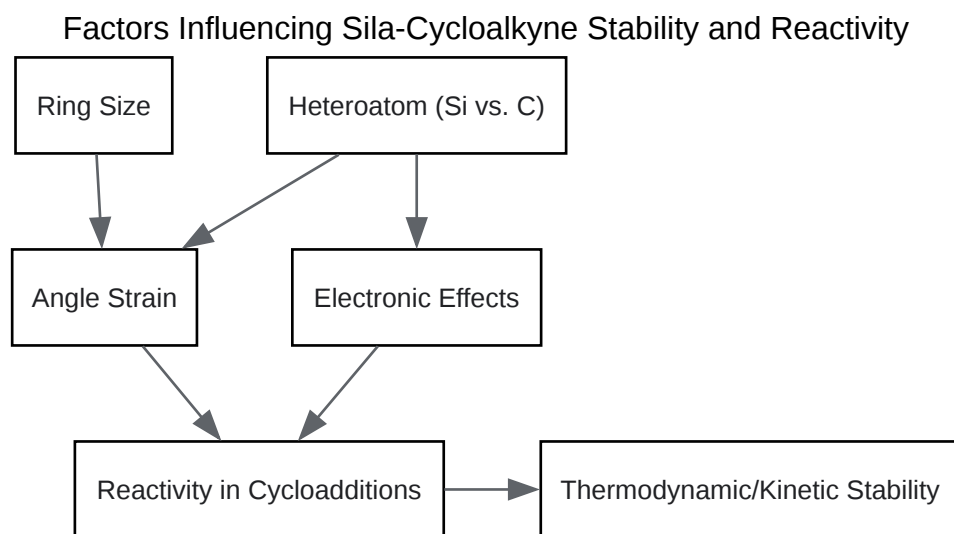 Factors Influencing Sila-Cycloalkyne Stability and Reactivity
Ring Size
Heteroatom (Si vs. C)
Angle Strain
Electronic Effects
Reactivity in Cycloadditions
Thermodynamic/Kinetic Stability